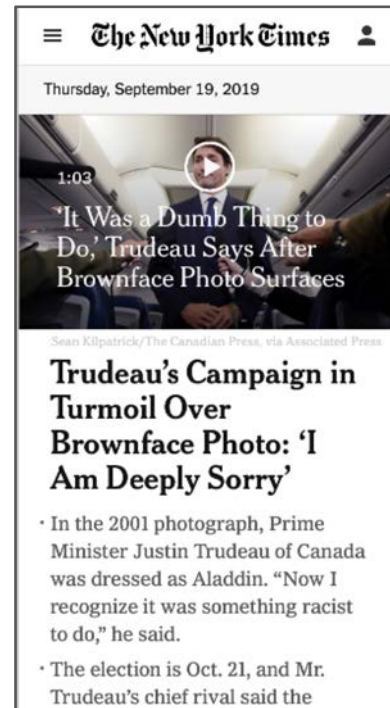 The New York Times
Thursday, September 19, 2019
1:03
‘It Was a Dumb Thing to
Do,’ Trudeau Says After
Brownface Photo Surfaces
Sean Kilpatrick/The Canadian Press, via Associated Press
Trudeau’s Campaign in
Turmoil Over
Brownface Photo: ‘I
Am Deeply Sorry’
· In the 2001 photograph, Prime
Minister Justin Trudeau of Canada
was dressed as Aladdin. “Now I
recognize it was something racist
to do,” he said.
· The election is Oct. 21, and Mr.
Trudeau’s chief rival said the